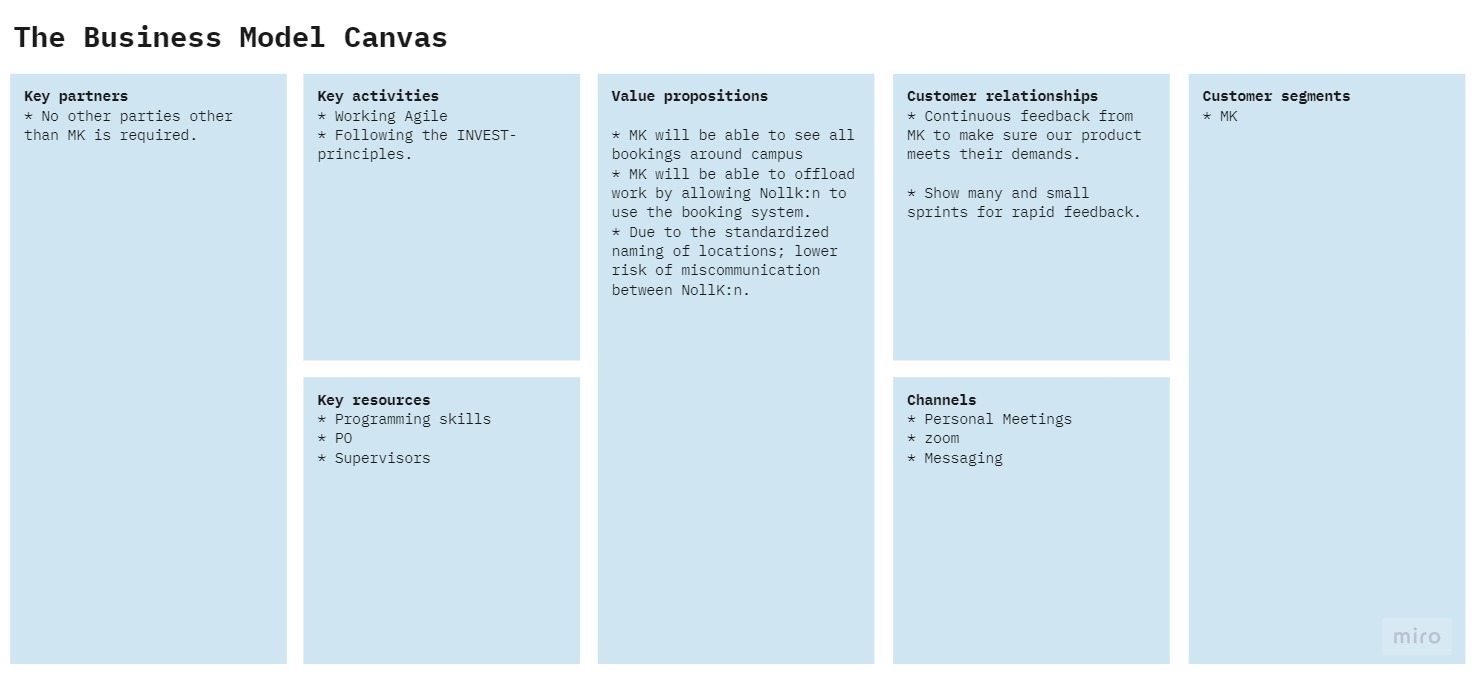 The Business Model Canvas
Key partners
* No other parties other
than MK is required.
Key activities
* Working Agile
* Following the INVEST-
principles.
Key resources
* Programming skills
* PO
* Supervisors
Value propositions
* MK will be able to see all
bookings around campus
* MK will be able to offload
work by allowing Nollk:n to
use the booking system.
* Due to the standardized
naming of locations; lower
risk of miscommunication
between NollK:n.
Customer relationships
* Continuous feedback from
MK to make sure our product
meets their demands.
* Show many and small
sprints for rapid feedback.
Channels
* Personal Meetings
* zoom
* Messaging
Customer segments
* MK
miro